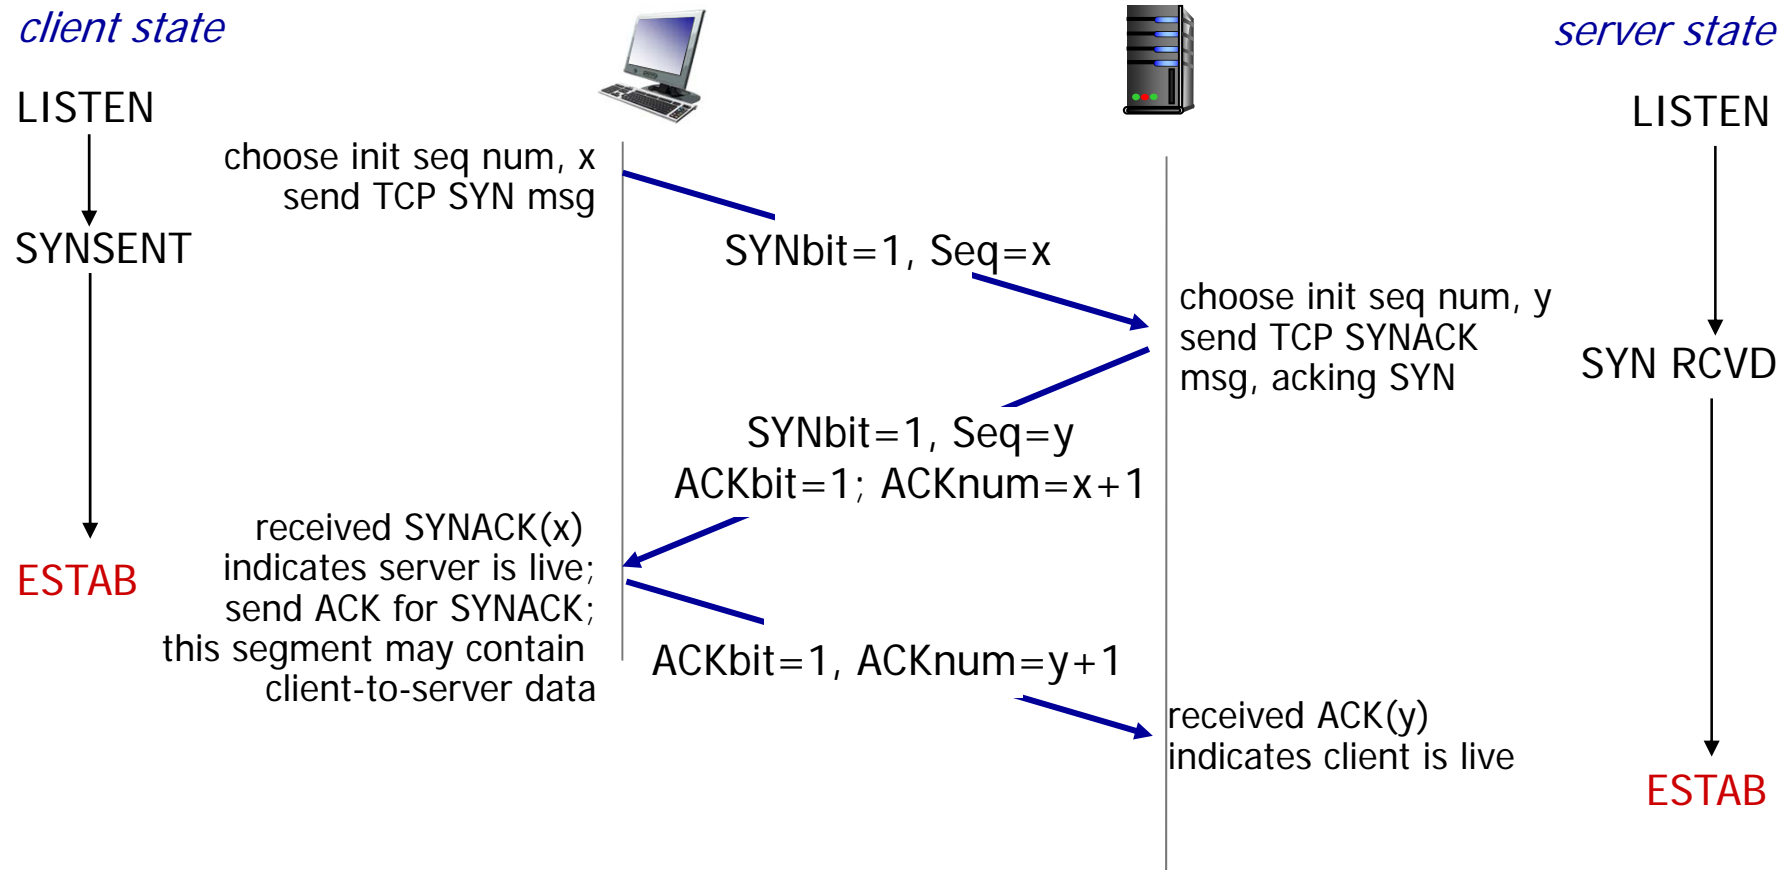 client state
server state
LISTEN
LISTEN
choose init seq num, x
send TCP SYN msg
SYNSENT
SYNbit=1, Seq=x
choose init seq num, y
send TCP SYNACK
msg, acking SYN
SYN RCVD
SYNbit=1, Seq=y
ACKbit=1; ACKnum=x+1
received SYNACK(x)
indicates server is live;
send ACK for SYNACK;
this segment may contain
client-to-server data
ESTAB
ACKbit=1, ACKnum=y+1
received ACK(y)
indicates client is live
ESTAB